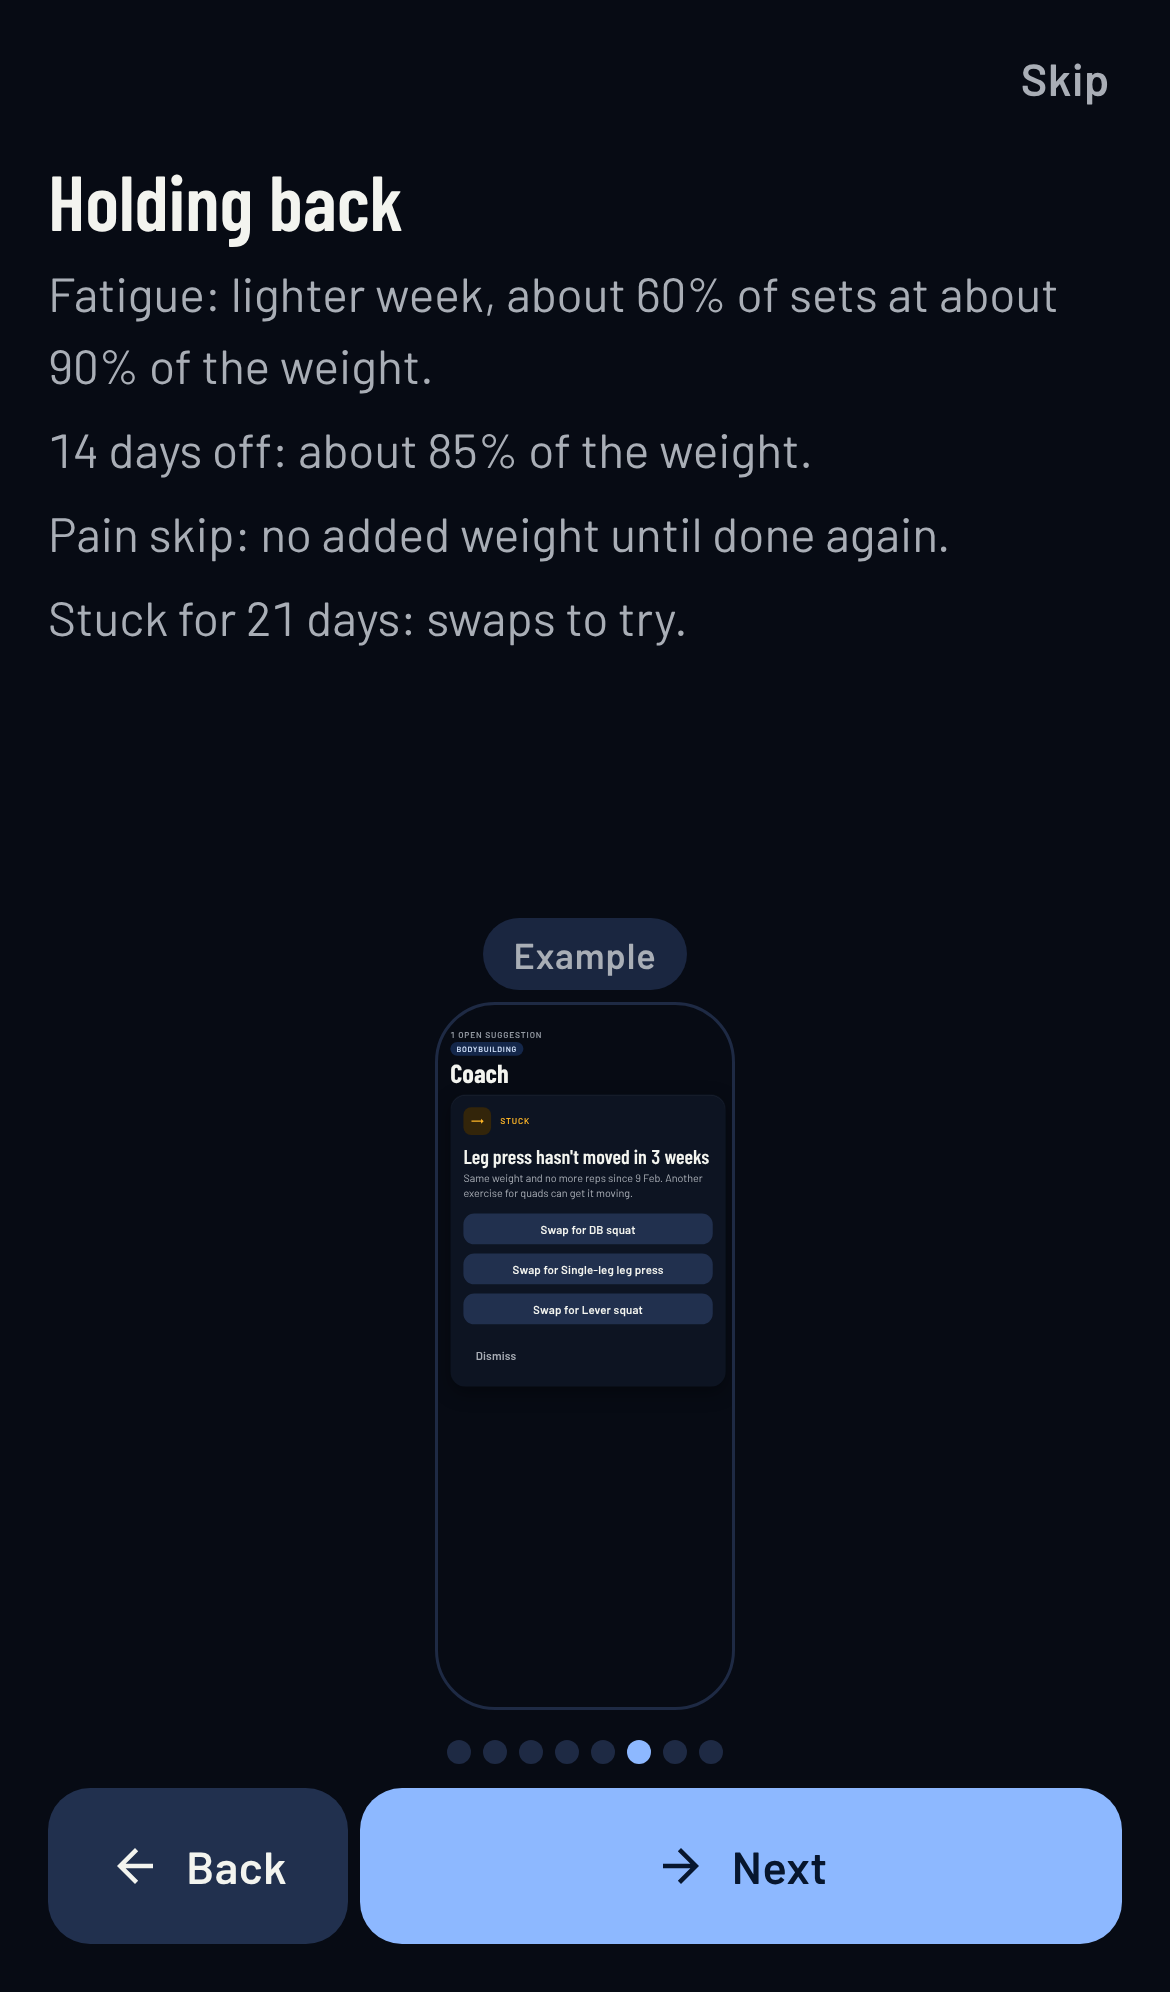 Skip
Holding back
Fatigue: lighter week, about 60% of sets at about
90% of the weight.
14 days off: about 85% of the weight.
Pain skip: no added weight until done again.
Stuck for 21 days: swaps to try.
Example
1 OPEN SUGGESTION
BODYBUILDING
Coach
STUCK
Leg press hasn't moved in 3 weeks
Same weight and no more reps since 9 Feb. Another
exercise for quads can get it moving.
Swap for DB squat
Swap for Single-leg leg press
Swap for Lever squat
Dismiss
Back
Next